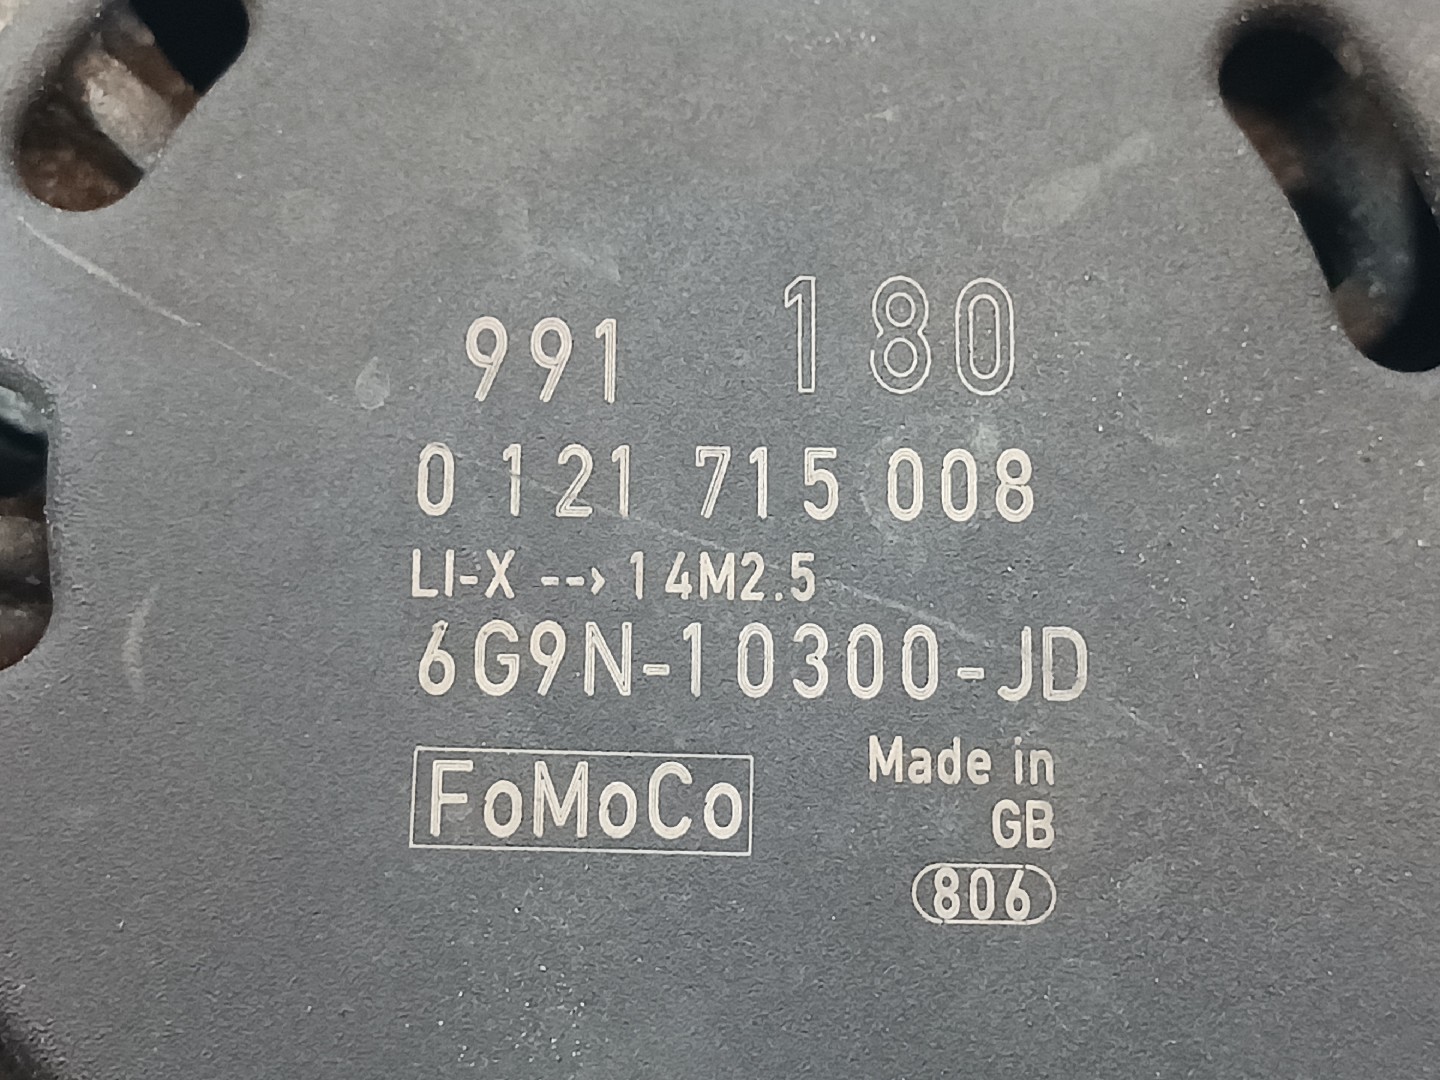 991 180
0 121 715 008
LI-X --> 14M2.5
6G9N-10300-JD
FoMoCo
Made in
GB
806